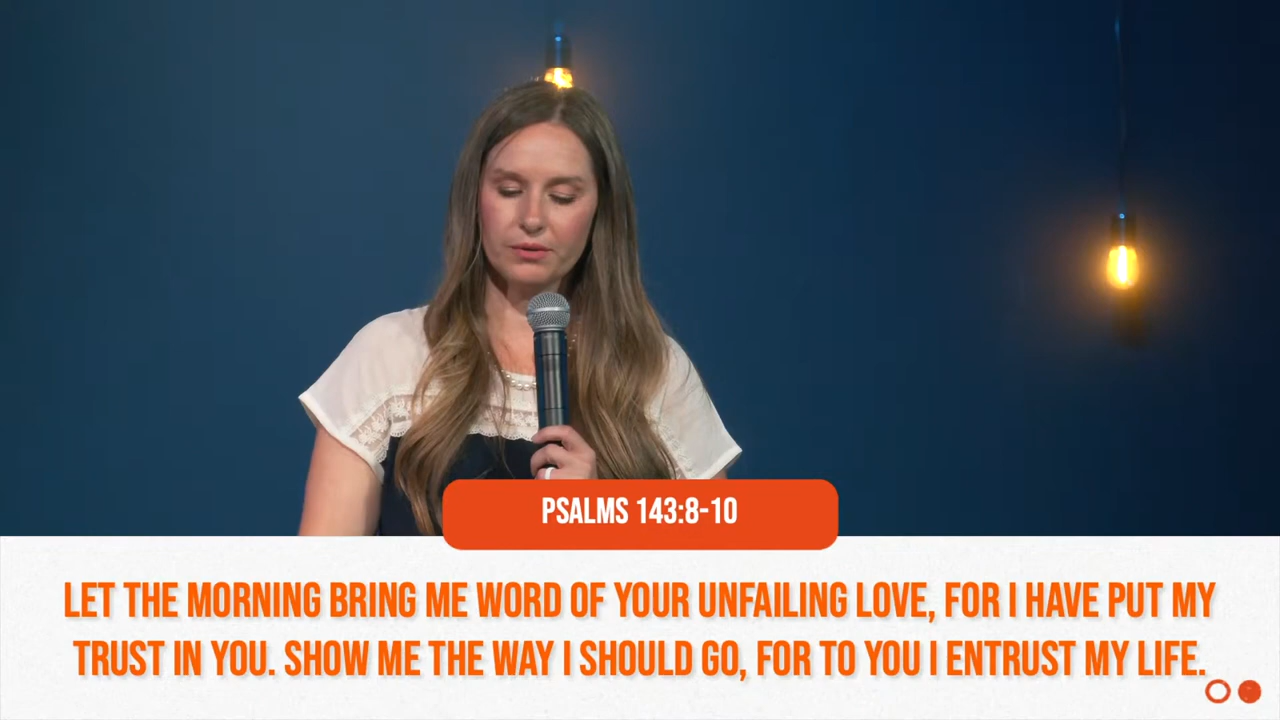 PSALMS 143:8-10
LET THE MORNING BRING ME WORD OF YOUR UNFAILING LOVE, FOR I HAVE PUT MY
TRUST IN YOU. SHOW ME THE WAY I SHOULD GO, FOR TO YOU I ENTRUST MY LIFE.